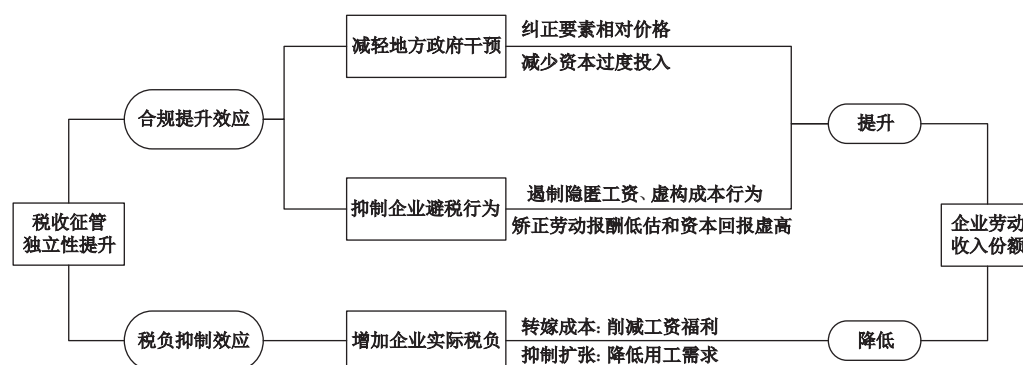 减轻地方政府干预
纠正要素相对价格
减少资本过度投入
合规提升效应
提升
抑制企业避税行为
遏制隐匿工资、虚构成本行为
矫正劳动报酬低估和资本回报虚高
税收征管
独立性提升
企业劳动
收入份额
税负抑制效应
增加企业实际税负
转嫁成本: 削减工资福利
抑制扩张: 降低用工需求
降低